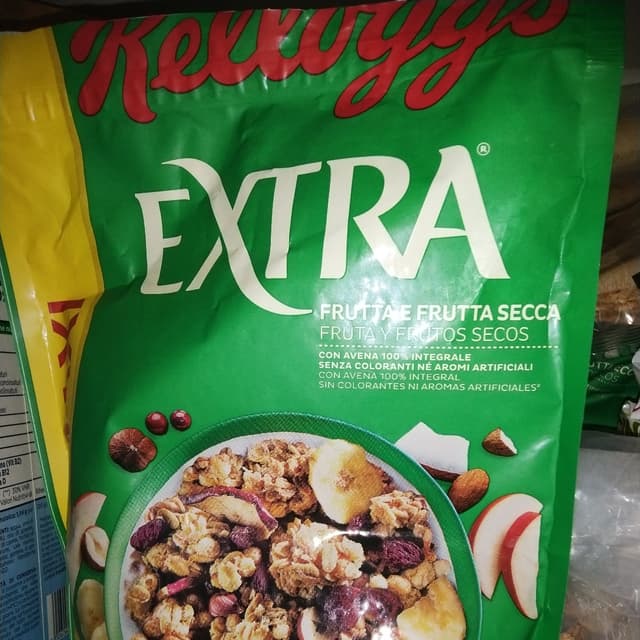 Kellogg's
EXTRA®
FRUTTA E FRUTTA SECCA
FRUTA Y FRUTOS SECOS
CON AVENA 100% INTEGRALE
SENZA COLORANTI NÉ AROMI ARTIFICIALI
CON AVENA 100% INTEGRAL
SIN COLORANTES NI AROMAS ARTIFICIALES